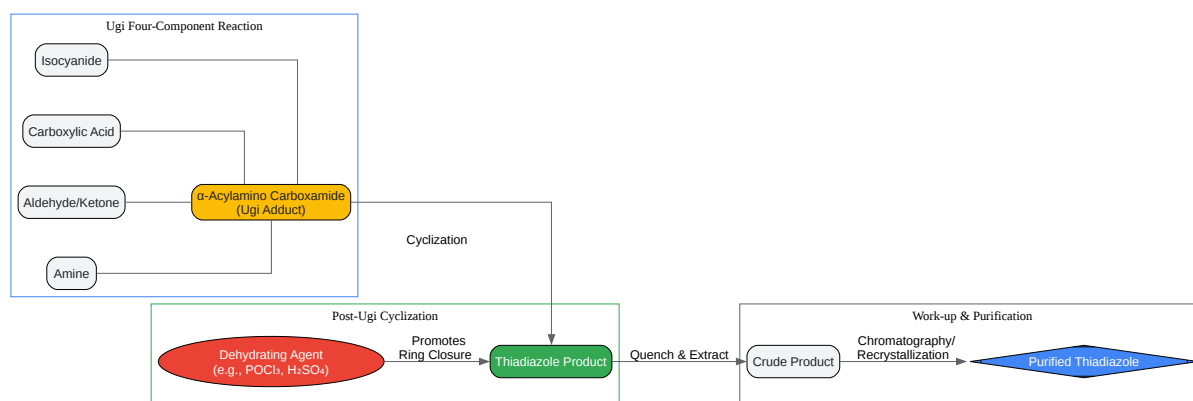 Ugi Four-Component Reaction
Isocyanide
Carboxylic Acid
Aldehyde/Ketone
Amine
α-Acylamino Carboxamide
(Ugi Adduct)
Cyclization
Post-Ugi Cyclization
Dehydrating Agent
(e.g., POCl₃, H₂SO₄)
Promotes
Ring Closure
Thiadiazole Product
Quench & Extract
Work-up & Purification
Crude Product
Chromatography/
Recrystallization
Purified Thiadiazole